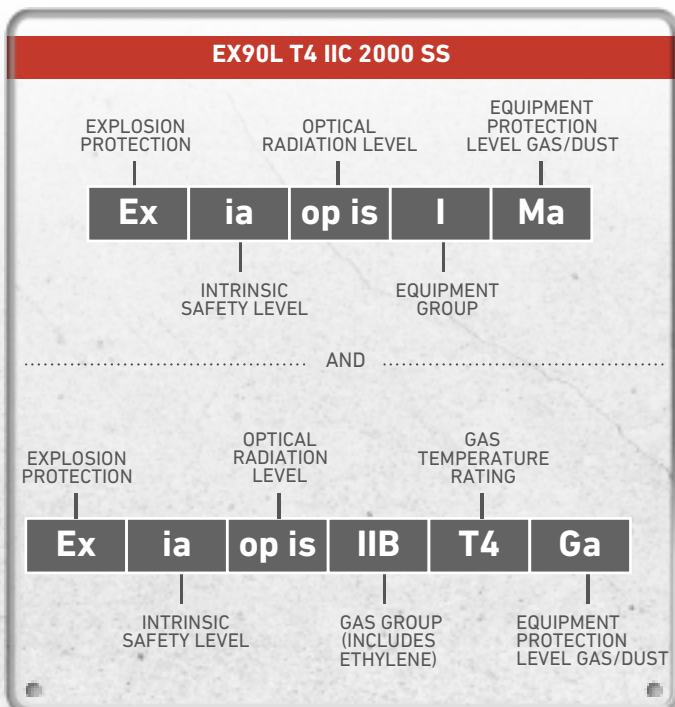 EX90L T4 IIC 2000 SS
EXPLOSION
PROTECTION
OPTICAL
RADIATION LEVEL
EQUIPMENT
PROTECTION
LEVEL GAS/DUST
Ex ia op is I Ma
INTRINSIC
SAFETY LEVEL
EQUIPMENT
GROUP
AND
EXPLOSION
PROTECTION
OPTICAL
RADIATION
LEVEL
GAS
TEMPERATURE
RATING
Ex ia op is IIB T4 Ga
INTRINSIC
SAFETY LEVEL
GAS GROUP
(INCLUDES
ETHYLENE)
EQUIPMENT
PROTECTION
LEVEL GAS/DUST